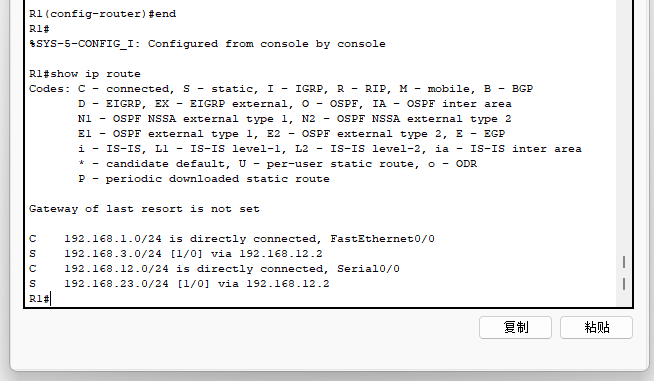 R1(config-router)#end
R1#
%SYS-5-CONFIG_I: Configured from console by console
R1#show ip route
Codes: C - connected, S - static, I - IGRP, R - RIP, M - mobile, B - BGP
D - EIGRP, EX - EIGRP external, O - OSPF, IA - OSPF inter area
N1 - OSPF NSSA external type 1, N2 - OSPF NSSA external type 2
E1 - OSPF external type 1, E2 - OSPF external type 2, E - EGP
i - IS-IS, L1 - IS-IS level-1, L2 - IS-IS level-2, ia - IS-IS inter area
* - candidate default, U - per-user static route, o - ODR
P - periodic downloaded static route
Gateway of last resort is not set
C 192.168.1.0/24 is directly connected, FastEthernet0/0
S 192.168.3.0/24 [1/0] via 192.168.12.2
C 192.168.12.0/24 is directly connected, Serial0/0
S 192.168.23.0/24 [1/0] via 192.168.12.2
R1#
复制 粘贴